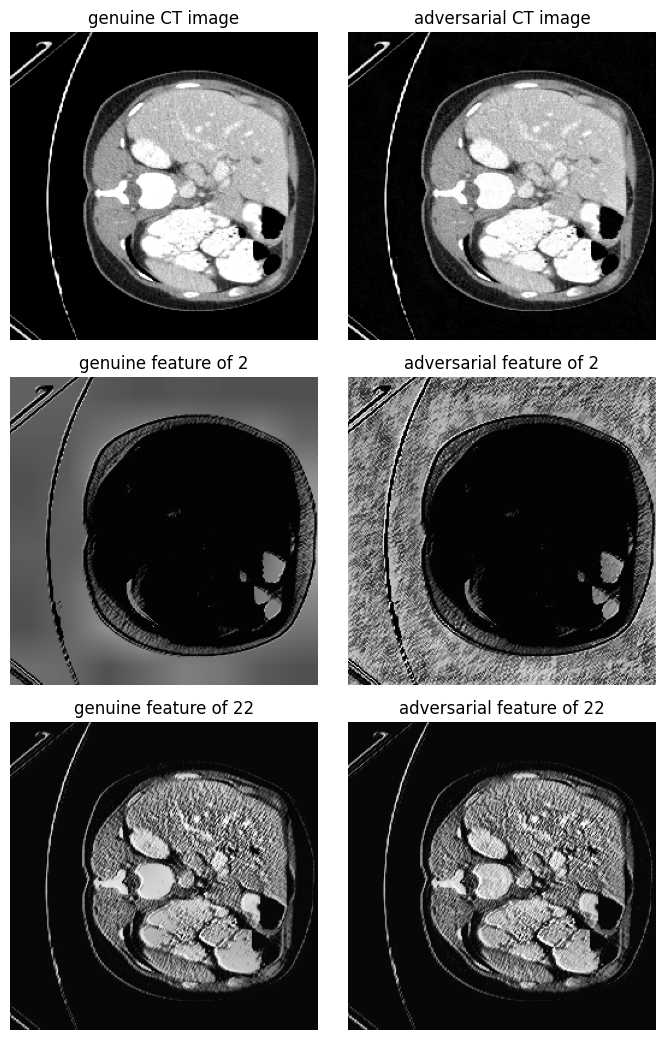 genuine CT image
adversarial CT image
genuine feature of 2
adversarial feature of 2
genuine feature of 22
adversarial feature of 22